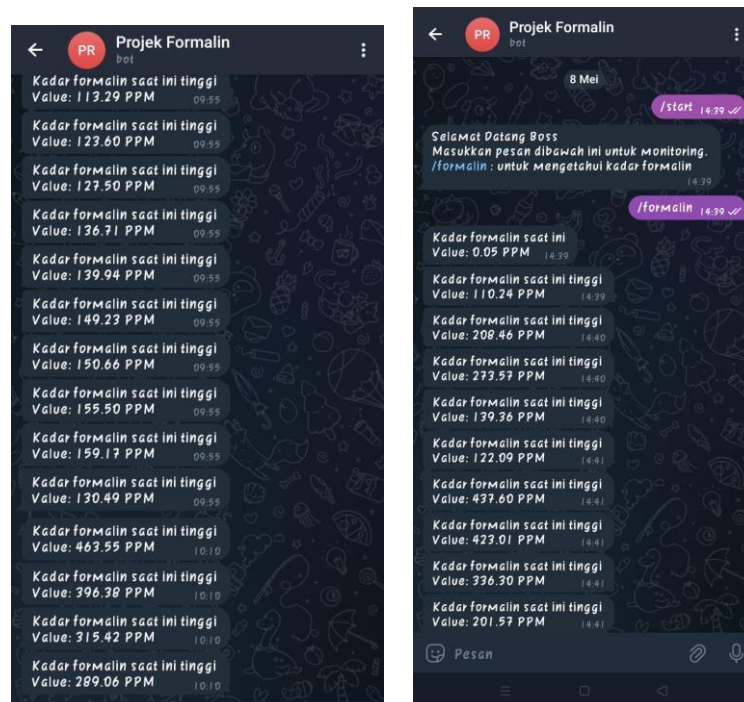 PR
Projek Formalin
bot
Kadar formalin saat ini tinggi
Value: 113.29 PPM 09:55
Kadar formalin saat ini tinggi
Value: 123.60 PPM 09:55
Kadar formalin saat ini tinggi
Value: 127.50 PPM 09:55
Kadar formalin saat ini tinggi
Value: 136.71 PPM 09:55
Kadar formalin saat ini tinggi
Value: 139.94 PPM 09:55
Kadar formalin saat ini tinggi
Value: 149.23 PPM 09:55
Kadar formalin saat ini tinggi
Value: 150.66 PPM 09:55
Kadar formalin saat ini tinggi
Value: 155.50 PPM 09:55
Kadar formalin saat ini tinggi
Value: 159.17 PPM 09:55
Kadar formalin saat ini tinggi
Value: 130.49 PPM 09:55
Kadar formalin saat ini tinggi
Value: 463.55 PPM 10:10
Kadar formalin saat ini tinggi
Value: 396.38 PPM 10:10
Kadar formalin saat ini tinggi
Value: 315.42 PPM 10:10
Kadar formalin saat ini tinggi
Value: 289.06 PPM 10:10
PR
Projek Formalin
bot
8 Mei
/start 14:39
Selamat Datang Boss
Masukkan pesan dibawah ini untuk monitoring.
/formalin : untuk mengetahui kadar formalin
14:39
/formalin 14:39
Kadar formalin saat ini
Value: 0.05 PPM 14:39
Kadar formalin saat ini tinggi
Value: 110.24 PPM 14:39
Kadar formalin saat ini tinggi
Value: 208.46 PPM 14:40
Kadar formalin saat ini tinggi
Value: 273.57 PPM 14:40
Kadar formalin saat ini tinggi
Value: 139.36 PPM 14:40
Kadar formalin saat ini tinggi
Value: 122.09 PPM 14:41
Kadar formalin saat ini tinggi
Value: 437.60 PPM 14:41
Kadar formalin saat ini tinggi
Value: 423.01 PPM 14:41
Kadar formalin saat ini tinggi
Value: 336.30 PPM 14:41
Kadar formalin saat ini tinggi
Value: 201.57 PPM 14:41
Pesan